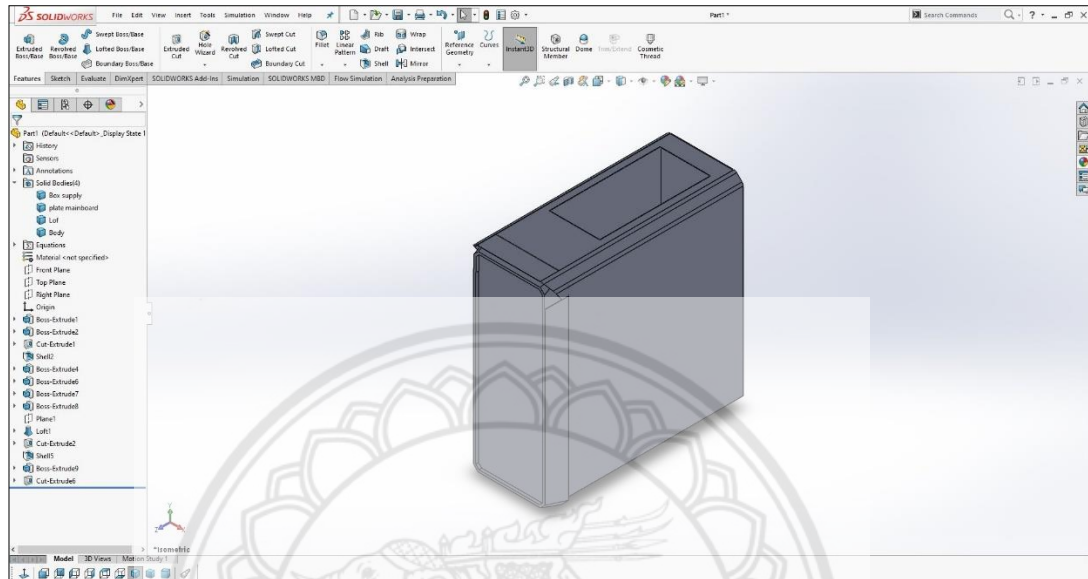 SOLIDWORKS File Edit View Insert Tools Simulation Window Help Part1 * Search Commands
Extruded Boss/Base Revolved Boss/Base Swept Boss/Base Lofted Boss/Base Boundary Boss/Base Extruded Cut Hole Wizard Revolved Cut Swept Cut Lofted Cut Boundary Cut Fillet Linear Pattern Rib Draft Shell Wrap Intersect Mirror Reference Geometry Curves Instant3D Structural Member Dome Trim/Extend Cosmetic Thread
Features Sketch Evaluate DimXpert SOLIDWORKS Add-Ins Simulation SOLIDWORKS MBD Flow Simulation Analysis Preparation
Part1 (Default<<Default>_Display State 1
History
Sensors
Annotations
Solid Bodies(4)
Box supply
plate mainboard
Lof
Body
Equations
Material <not specified>
Front Plane
Top Plane
Right Plane
Origin
Boss-Extrude1
Boss-Extrude2
Cut-Extrude1
Shell2
Boss-Extrude4
Boss-Extrude6
Boss-Extrude7
Boss-Extrude8
Plane1
Loft1
Cut-Extrude2
Shell5
Boss-Extrude9
Cut-Extrude6
*Isometric
Model 3D Views Motion Study 1